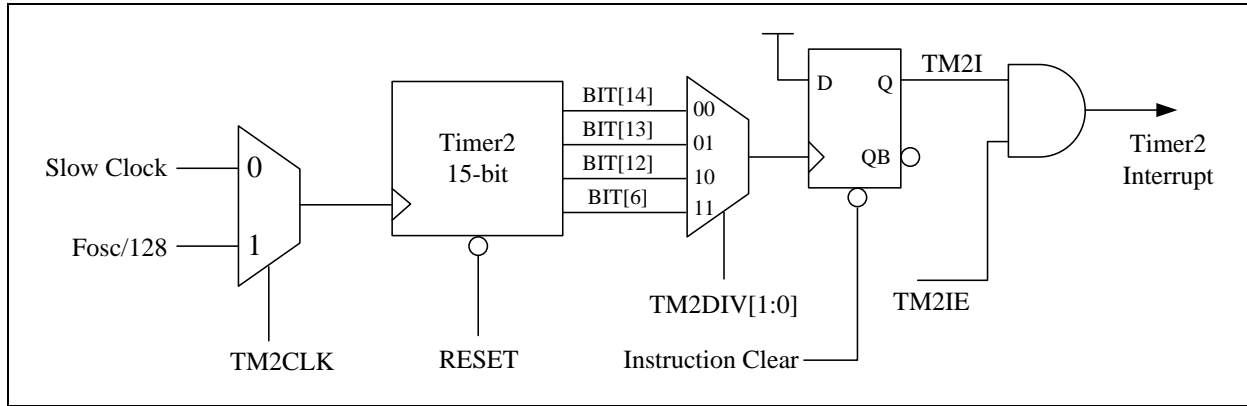 Slow Clock
Fosc/128
0
1
TM2CLK
Timer2
15-bit
RESET
BIT[14]
BIT[13]
BIT[12]
BIT[6]
00
01
10
11
TM2DIV[1:0]
D
Q
QB
Instruction Clear
TM2I
TM2IE
Timer2
Interrupt